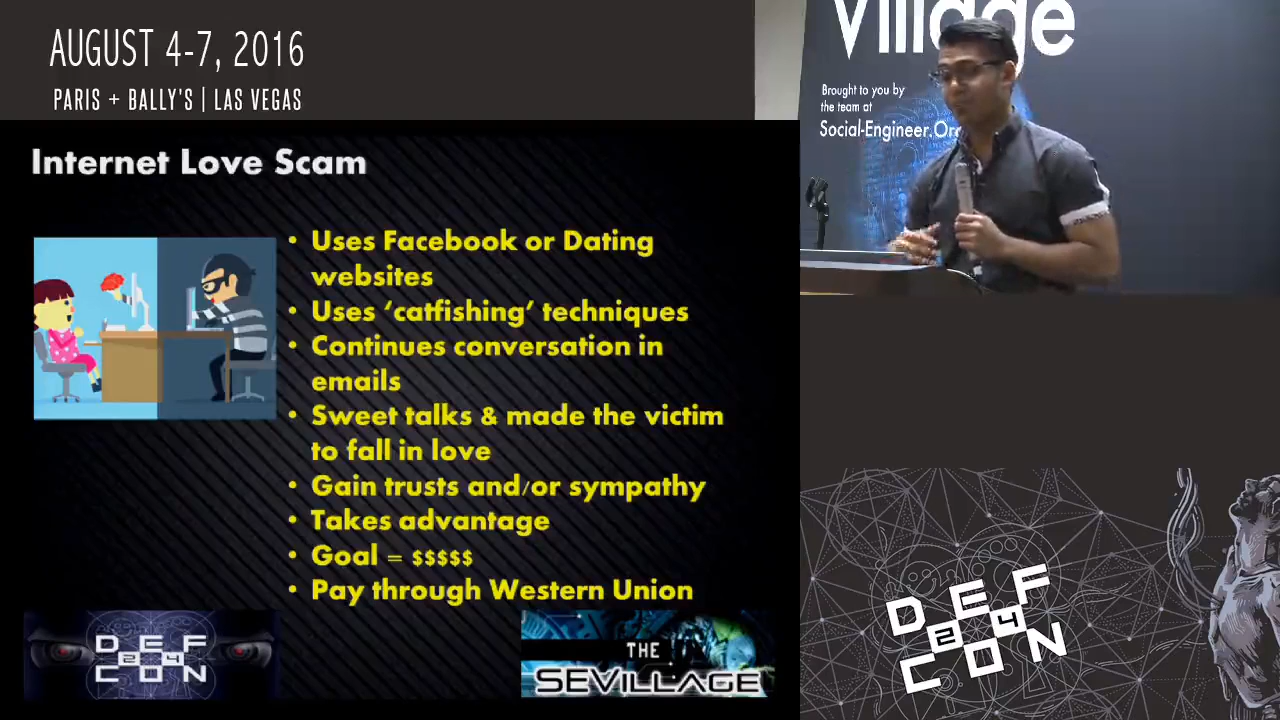 AUGUST 4-7, 2016
PARIS + BALLY'S | LAS VEGAS
Village
Brought to you by
the team at
Social-Engineer.Org
Internet Love Scam
• Uses Facebook or Dating
websites
• Uses ‘catfishing’ techniques
• Continues conversation in
emails
• Sweet talks & made the victim
to fall in love
• Gain trusts and/or sympathy
• Takes advantage
• Goal = $$$$$
• Pay through Western Union
DEF
24
CON
THE
SEVILLAGE
DEF
24
CON